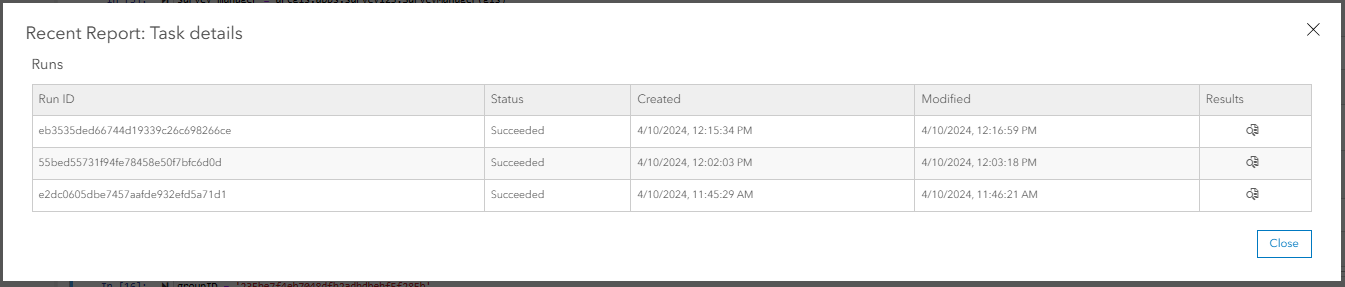 Recent Report: Task details
Runs
Run ID Status Created Modified Results
eb3535ded66744d19339c26c698266ce Succeeded 4/10/2024, 12:15:34 PM 4/10/2024, 12:16:59 PM
55bed55731f94fe78458e50f7bfc6d0d Succeeded 4/10/2024, 12:02:03 PM 4/10/2024, 12:03:18 PM
e2dc0605dbe7457aafde932efd5a71d1 Succeeded 4/10/2024, 11:45:29 AM 4/10/2024, 11:46:21 AM
Close
In [16]: groupID =